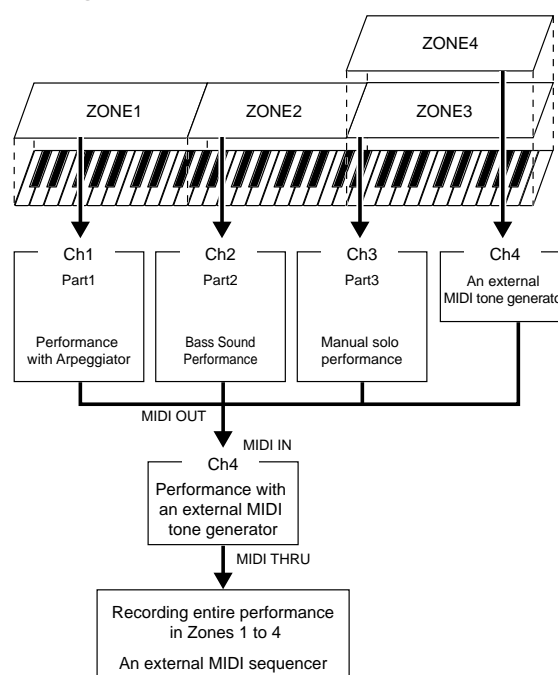 ZONE4
ZONE1
ZONE2
ZONE3
Ch1
Part1
Performance
with Arpeggiator
Ch2
Part2
Bass Sound
Performance
Ch3
Part3
Manual solo
performance
Ch4
An external
MIDI tone generator
MIDI OUT
MIDI IN
Ch4
Performance with
an external MIDI
tone generator
MIDI THRU
Recording entire performance
in Zones 1 to 4
An external MIDI sequencer